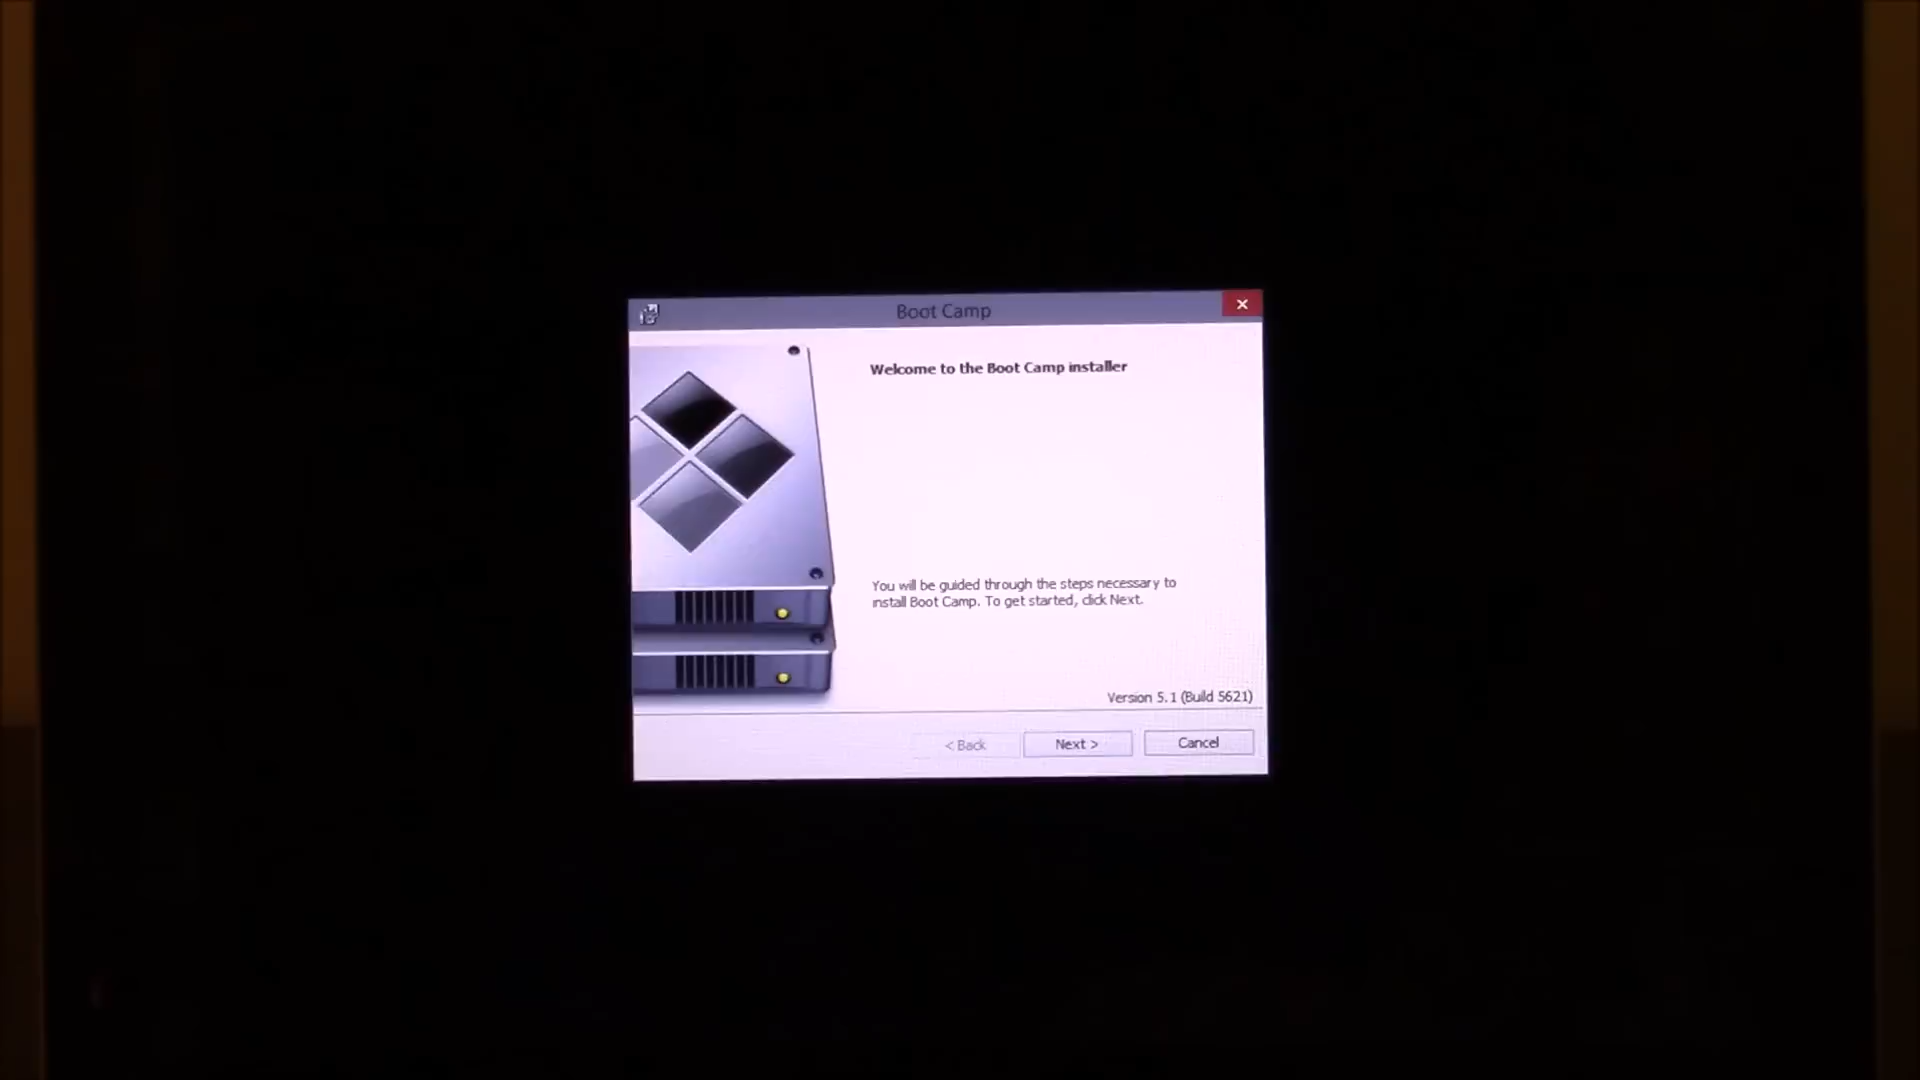 Boot Camp
Welcome to the Boot Camp installer
You will be guided through the steps necessary to
install Boot Camp. To get started, click Next.
Version 5.1 (Build 5621)
< Back
Next >
Cancel